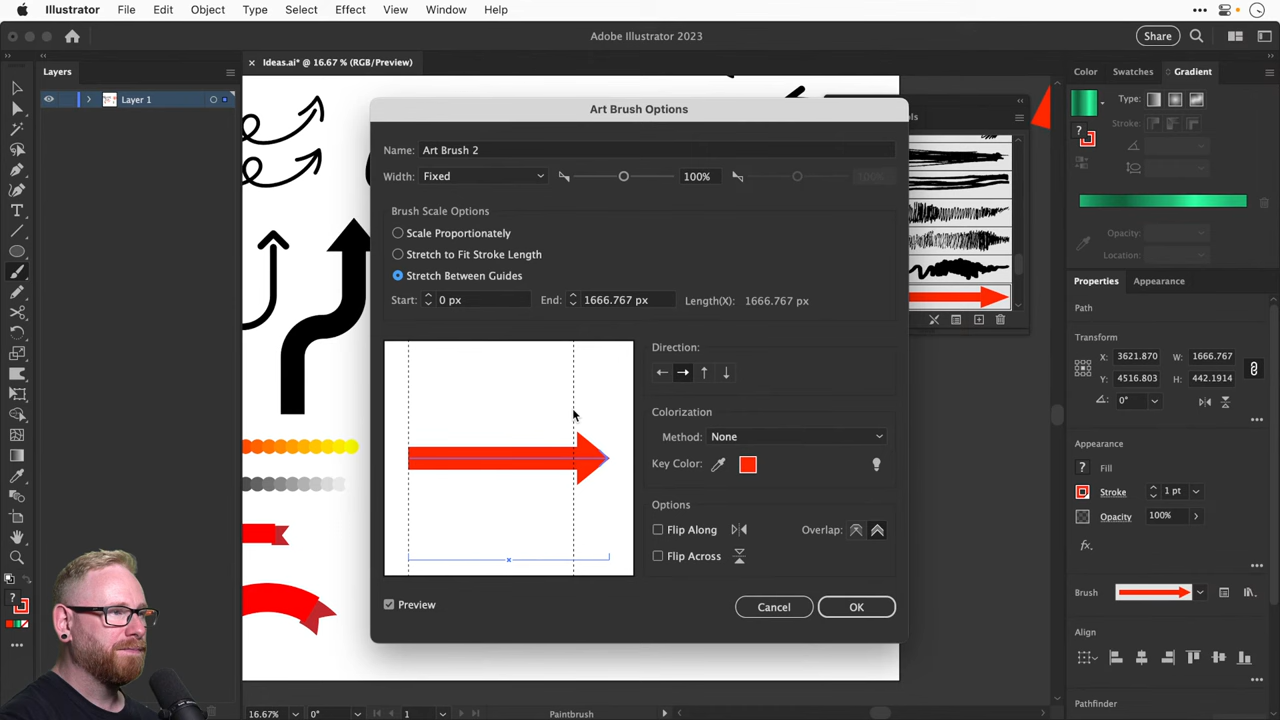 Illustrator File Edit Object Type Select Effect View Window Help
Adobe Illustrator 2023
Share
Layers
Ideas.ai* @ 16.67 % (RGB/Preview)
Layer 1
Art Brush Options
Name: Art Brush 2
Width: Fixed 100% 100%
Brush Scale Options
Scale Proportionately
Stretch to Fit Stroke Length
Stretch Between Guides
Start: 0 px End: 1666.767 px Length(X): 1666.767 px
Direction:
Colorization
Method: None
Key Color:
Options
Flip Along Overlap:
Flip Across
Preview
Cancel OK
ols
Color Swatches Gradient
Type:
Stroke:
Opacity:
Location:
Properties Appearance
Path
Transform
X: 3621.870 W: 1666.767
Y: 4516.803 H: 442.1914
0°
Appearance
? Fill
Stroke 1 pt
Opacity 100%
fx.
Brush
Align
Pathfinder
16.67% 0° 1 Paintbrush